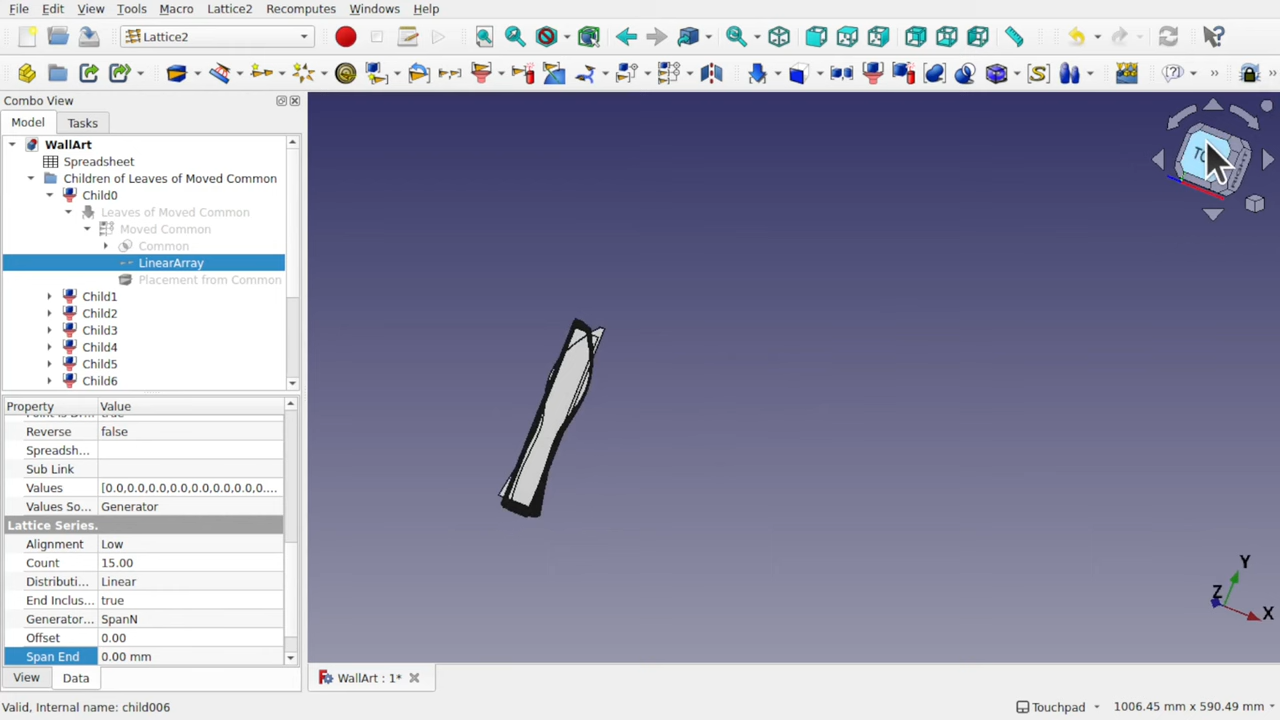 File Edit View Tools Macro Lattice2 Recomputes Windows Help
Lattice2
Combo View
Model Tasks
WallArt
Spreadsheet
Children of Leaves of Moved Common
Child0
Leaves of Moved Common
Moved Common
Common
LinearArray
Placement from Common
Child1
Child2
Child3
Child4
Child5
Child6
Property Value
Reverse false
Spreadsh...
Sub Link
Values [0.0,0.0,0.0,0.0,0.0,0.0,0.0,0....
Values So... Generator
Lattice Series.
Alignment Low
Count 15.00
Distributi... Linear
End Inclus... true
Generator... SpanN
Offset 0.00
Span End 0.00 mm
View Data
Y
Z
X
WallArt : 1*
Valid, Internal name: child006
Touchpad
1006.45 mm x 590.49 mm